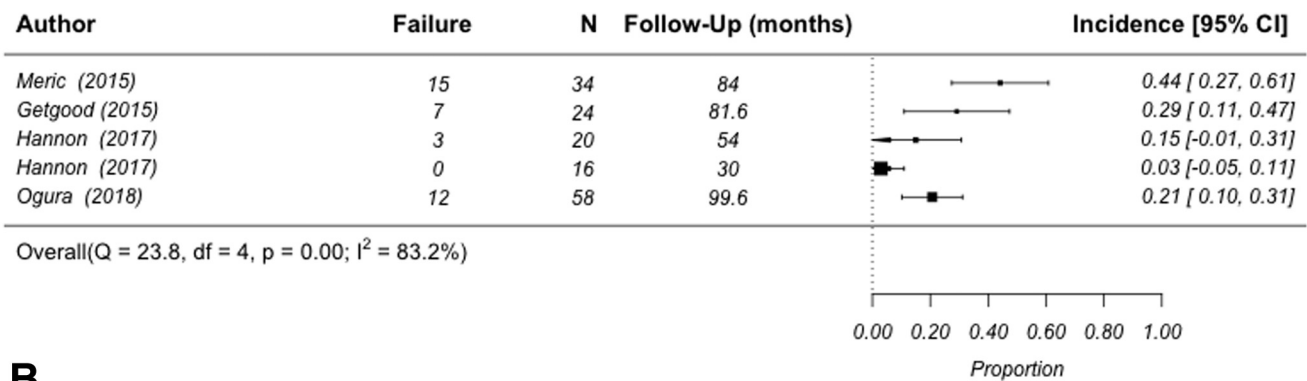 Author Failure N Follow-Up (months) Incidence [95% CI]
Meric (2015) 15 34 84 0.44 [ 0.27, 0.61]
Getgood (2015) 7 24 81.6 0.29 [ 0.11, 0.47]
Hannon (2017) 3 20 54 0.15 [-0.01, 0.31]
Hannon (2017) 0 16 30 0.03 [-0.05, 0.11]
Ogura (2018) 12 58 99.6 0.21 [ 0.10, 0.31]
Overall(Q = 23.8, df = 4, p = 0.00; I² = 83.2%)
0.00 0.20 0.40 0.60 0.80 1.00
Proportion
B